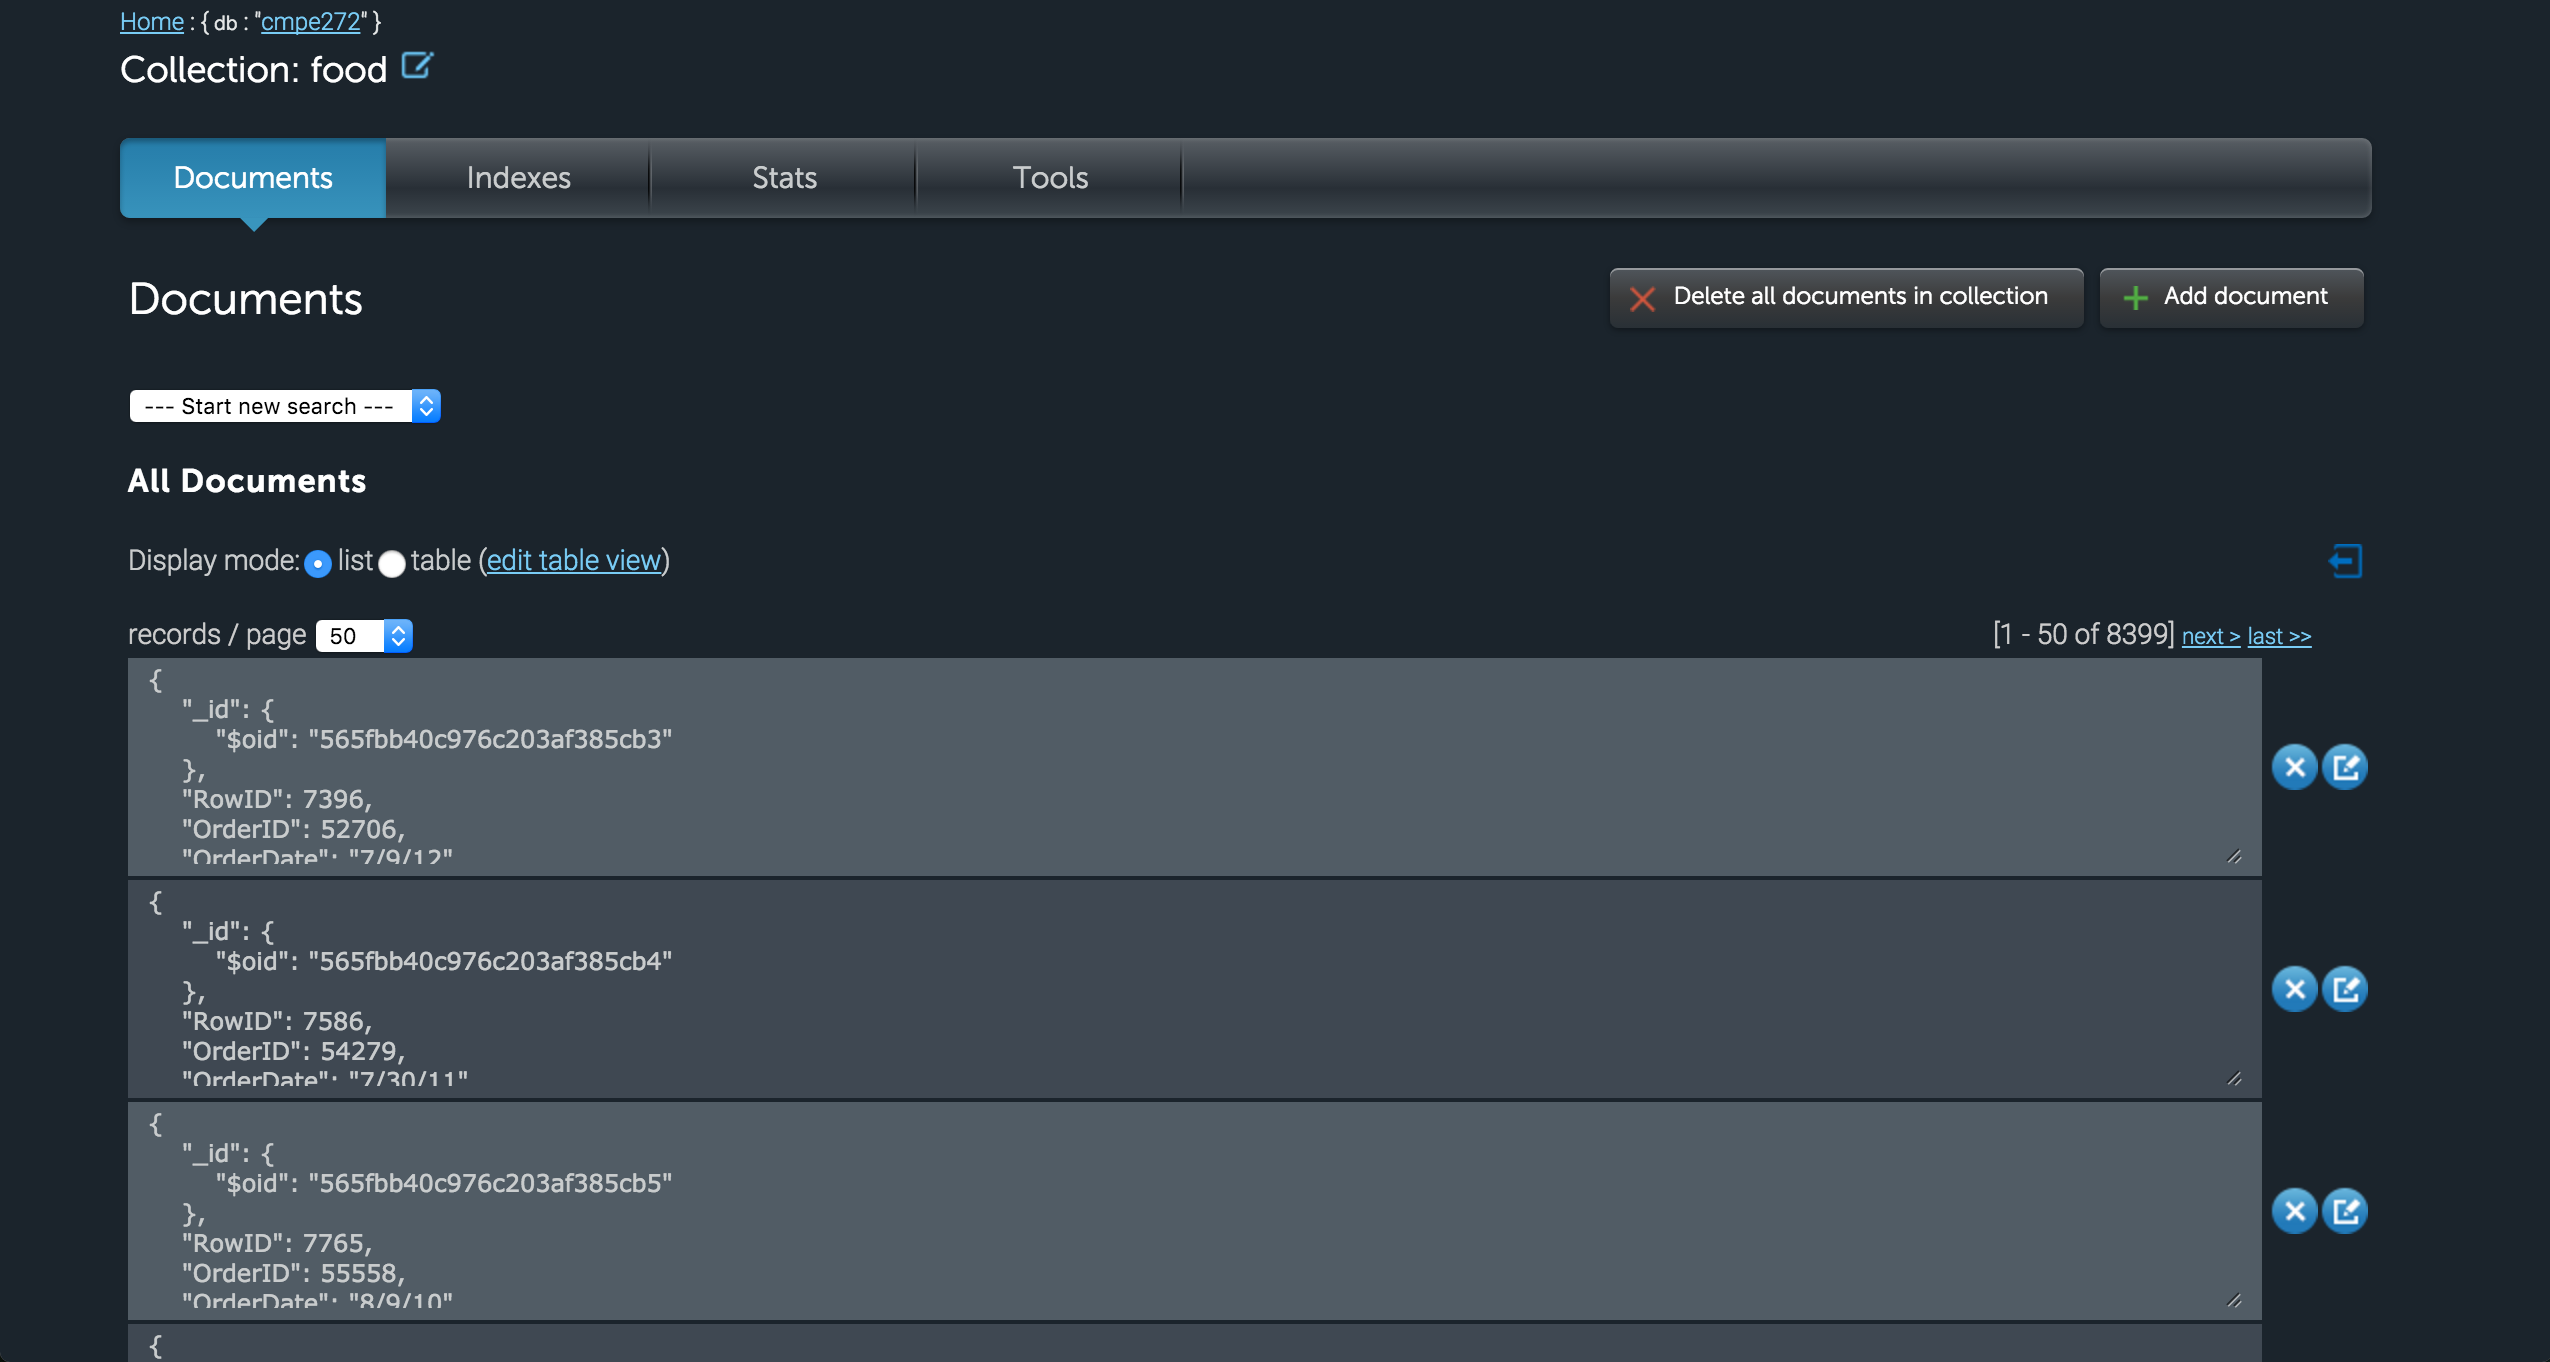 Home : { db : "cmpe272" }
Collection: food
Documents Indexes Stats Tools
Documents
Delete all documents in collection
Add document
--- Start new search ---
All Documents
Display mode: list table (edit table view)
records / page 50
[1 - 50 of 8399] next > last >>
{
"_id": {
"$oid": "565fbb40c976c203af385cb3"
},
"RowID": 7396,
"OrderID": 52706,
"OrderDate": "7/9/12"
{
"_id": {
"$oid": "565fbb40c976c203af385cb4"
},
"RowID": 7586,
"OrderID": 54279,
"OrderDate": "7/30/11"
{
"_id": {
"$oid": "565fbb40c976c203af385cb5"
},
"RowID": 7765,
"OrderID": 55558,
"OrderDate": "8/9/10"
{